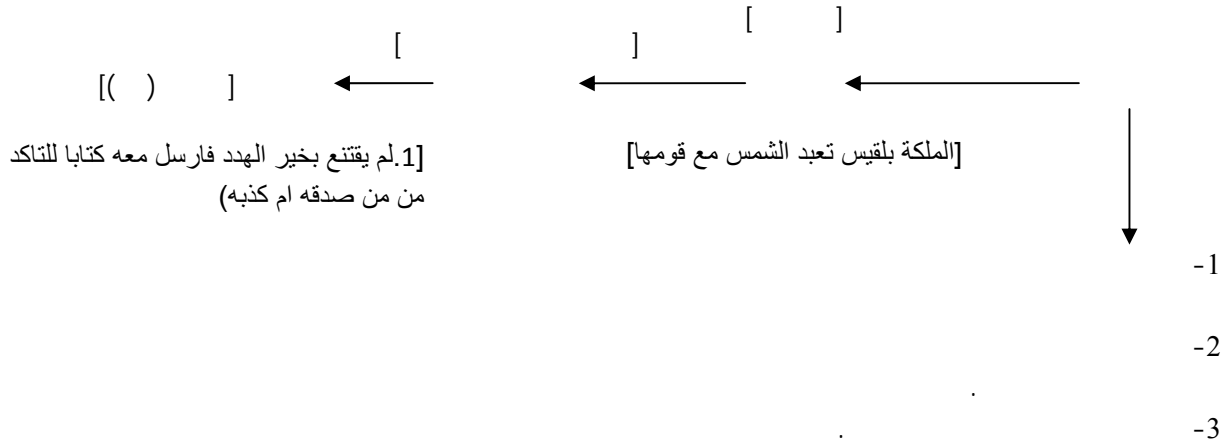 [ ]
[ ]
[ ( )]
[الملكة بلقيس تعبد الشمس مع قومها]
[1.لم يقتنع بخير الهدد فارسل معه كتابا للتاكد
من من صدقه ام كذبه)
-1
-2
.
-3 .